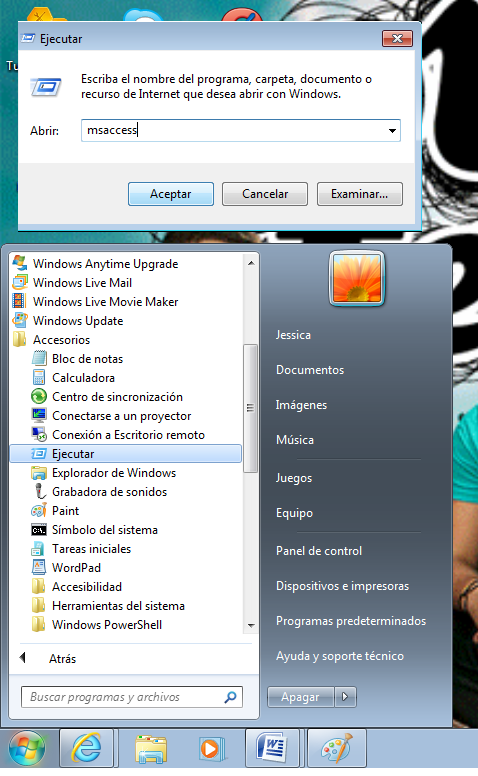 Tu
Ejecutar
Escriba el nombre del programa, carpeta, documento o
recurso de Internet que desea abrir con Windows.
Abrir:
msaccess
Aceptar
Cancelar
Examinar...
Windows Anytime Upgrade
Windows Live Mail
Windows Live Movie Maker
Windows Update
Accesorios
Bloc de notas
Calculadora
Centro de sincronización
Conectarse a un proyector
Conexión a Escritorio remoto
Ejecutar
Explorador de Windows
Grabadora de sonidos
Paint
Símbolo del sistema
Tareas iniciales
WordPad
Accesibilidad
Herramientas del sistema
Windows PowerShell
Atrás
Buscar programas y archivos
Jessica
Documentos
Imágenes
Música
Juegos
Equipo
Panel de control
Dispositivos e impresoras
Programas predeterminados
Ayuda y soporte técnico
Apagar